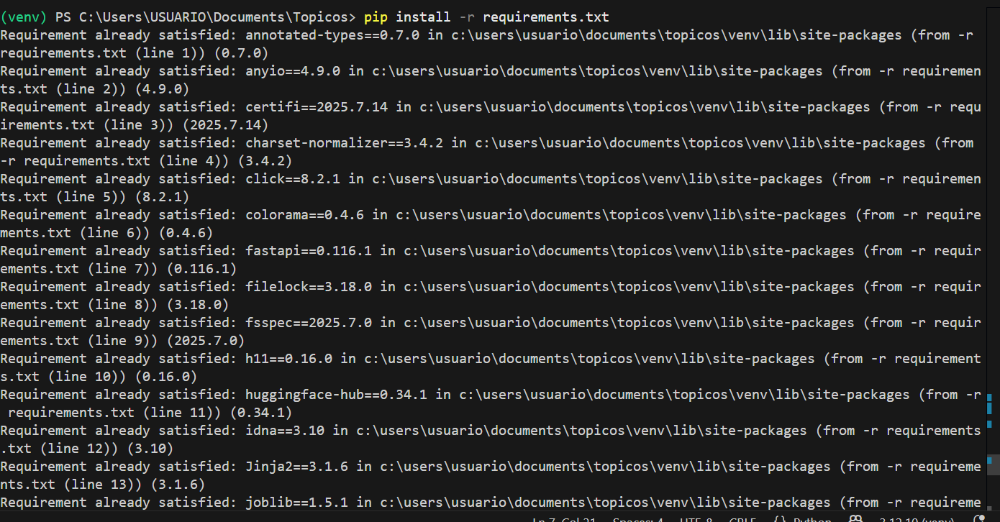 (venv) PS C:\Users\USUARIO\Documents\Topicos> pip install -r requirements.txt
Requirement already satisfied: annotated-types==0.7.0 in c:\users\usuario\documents\topicos\venv\lib\site-packages (from -r
requirements.txt (line 1)) (0.7.0)
Requirement already satisfied: anyio==4.9.0 in c:\users\usuario\documents\topicos\venv\lib\site-packages (from -r requiremen
ts.txt (line 2)) (4.9.0)
Requirement already satisfied: certifi==2025.7.14 in c:\users\usuario\documents\topicos\venv\lib\site-packages (from -r requ
irements.txt (line 3)) (2025.7.14)
Requirement already satisfied: charset-normalizer==3.4.2 in c:\users\usuario\documents\topicos\venv\lib\site-packages (from
-r requirements.txt (line 4)) (3.4.2)
Requirement already satisfied: click==8.2.1 in c:\users\usuario\documents\topicos\venv\lib\site-packages (from -r requiremen
ts.txt (line 5)) (8.2.1)
Requirement already satisfied: colorama==0.4.6 in c:\users\usuario\documents\topicos\venv\lib\site-packages (from -r require
ments.txt (line 6)) (0.4.6)
Requirement already satisfied: fastapi==0.116.1 in c:\users\usuario\documents\topicos\venv\lib\site-packages (from -r requir
ements.txt (line 7)) (0.116.1)
Requirement already satisfied: filelock==3.18.0 in c:\users\usuario\documents\topicos\venv\lib\site-packages (from -r requir
ements.txt (line 8)) (3.18.0)
Requirement already satisfied: fsspec==2025.7.0 in c:\users\usuario\documents\topicos\venv\lib\site-packages (from -r requir
ements.txt (line 9)) (2025.7.0)
Requirement already satisfied: h11==0.16.0 in c:\users\usuario\documents\topicos\venv\lib\site-packages (from -r requirement
s.txt (line 10)) (0.16.0)
Requirement already satisfied: huggingface-hub==0.34.1 in c:\users\usuario\documents\topicos\venv\lib\site-packages (from -r
requirements.txt (line 11)) (0.34.1)
Requirement already satisfied: idna==3.10 in c:\users\usuario\documents\topicos\venv\lib\site-packages (from -r requirements
.txt (line 12)) (3.10)
Requirement already satisfied: Jinja2==3.1.6 in c:\users\usuario\documents\topicos\venv\lib\site-packages (from -r requireme
nts.txt (line 13)) (3.1.6)
Requirement already satisfied: joblib==1.5.1 in c:\users\usuario\documents\topicos\venv\lib\site-packages (from -r requireme
Ln 7, Col 21 Spaces: 4 UTF-8 CRLF {} Python 3.12.10 (venv)